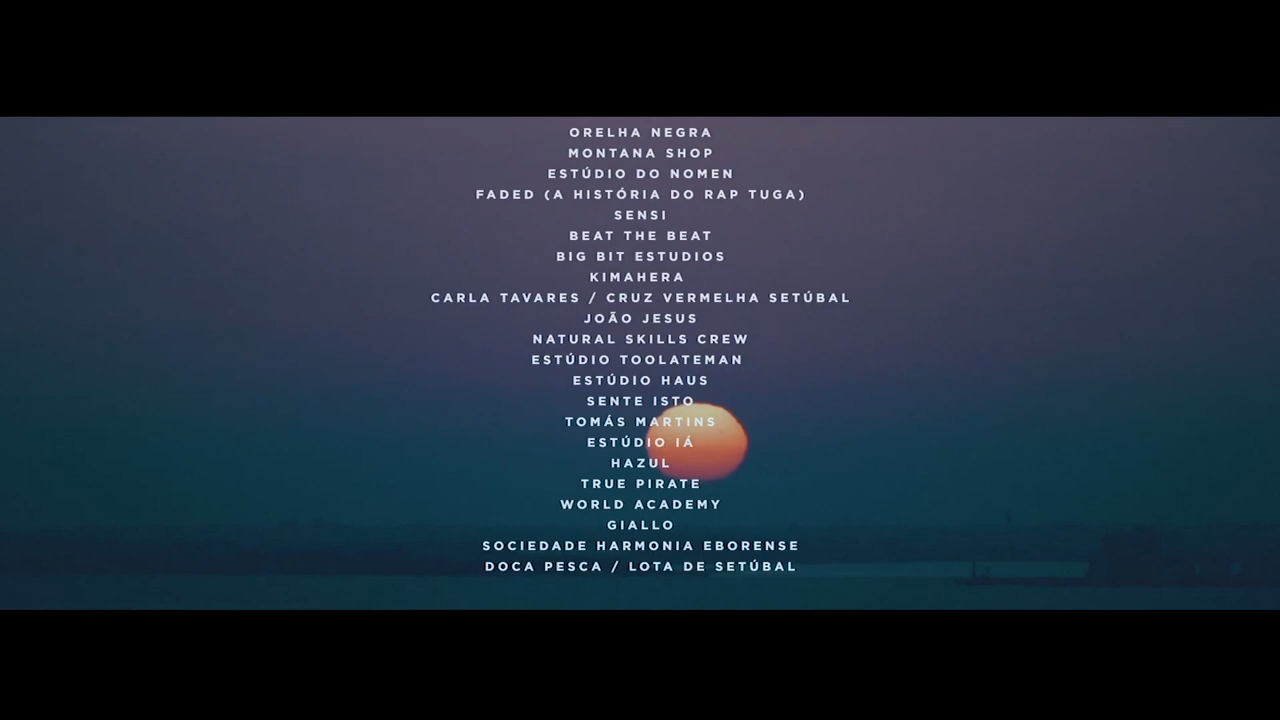 ORELHA NEGRA
MONTANA SHOP
ESTÚDIO DO NOMEN
FADED (A HISTÓRIA DO RAP TUGA)
SENSI
BEAT THE BEAT
BIG BIT ESTUDIOS
KIMAHERA
CARLA TAVARES / CRUZ VERMELHA SETÚBAL
JOÃO JESUS
NATURAL SKILLS CREW
ESTÚDIO TOOLATEMAN
ESTÚDIO HAUS
SENTE ISTO
TOMÁS MARTINS
ESTÚDIO IÁ
HAZUL
TRUE PIRATE
WORLD ACADEMY
GIALLO
SOCIEDADE HARMONIA EBORENSE
DOCA PESCA / LOTA DE SETÚBAL